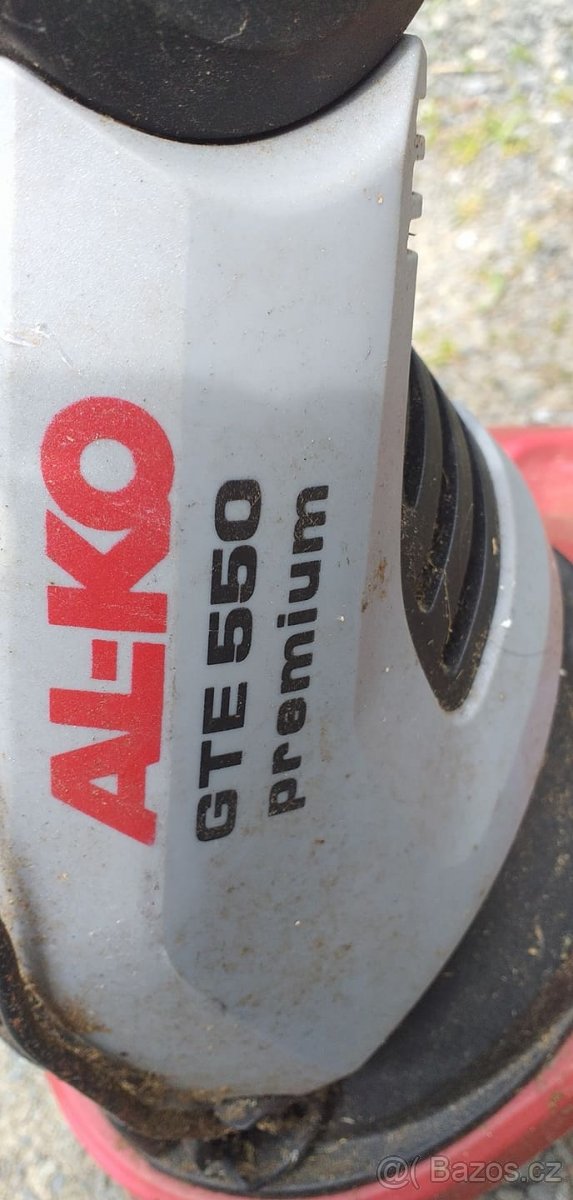 AL-KO
GTE 550
premium
@Bazos.cz